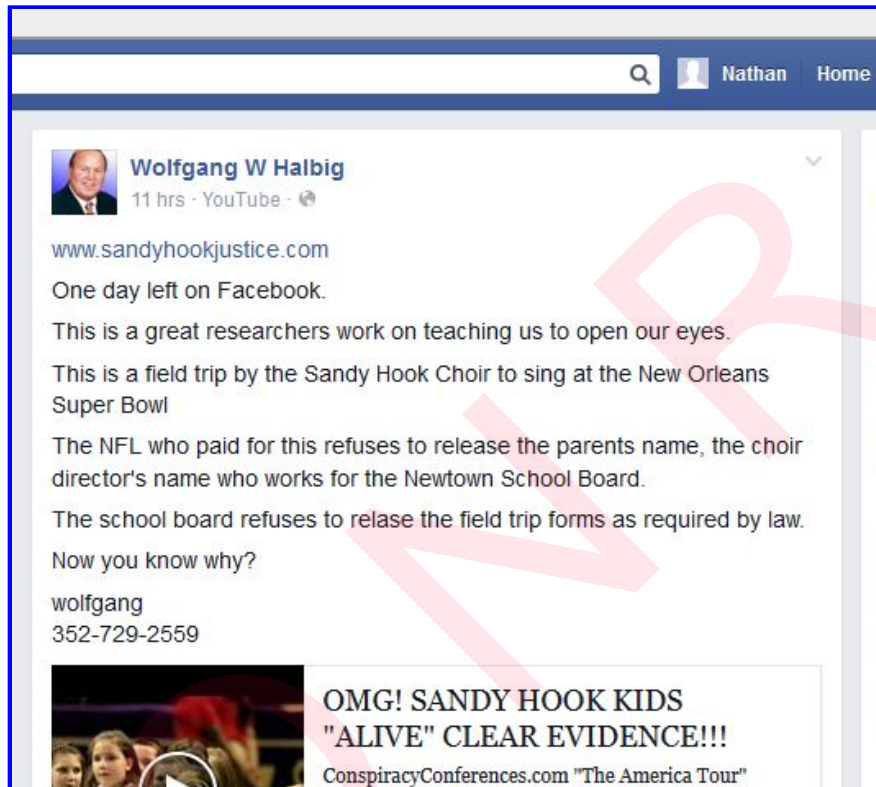 Nathan Home
Wolfgang W Halbig
11 hrs · YouTube ·
www.sandyhookjustice.com
One day left on Facebook.
This is a great researchers work on teaching us to open our eyes.
This is a field trip by the Sandy Hook Choir to sing at the New Orleans
Super Bowl
The NFL who paid for this refuses to release the parents name, the choir
director's name who works for the Newtown School Board.
The school board refuses to relase the field trip forms as required by law.
Now you know why?
wolfgang
352-729-2559
OMG! SANDY HOOK KIDS
"ALIVE" CLEAR EVIDENCE!!!
ConspiracyConferences.com "The America Tour"